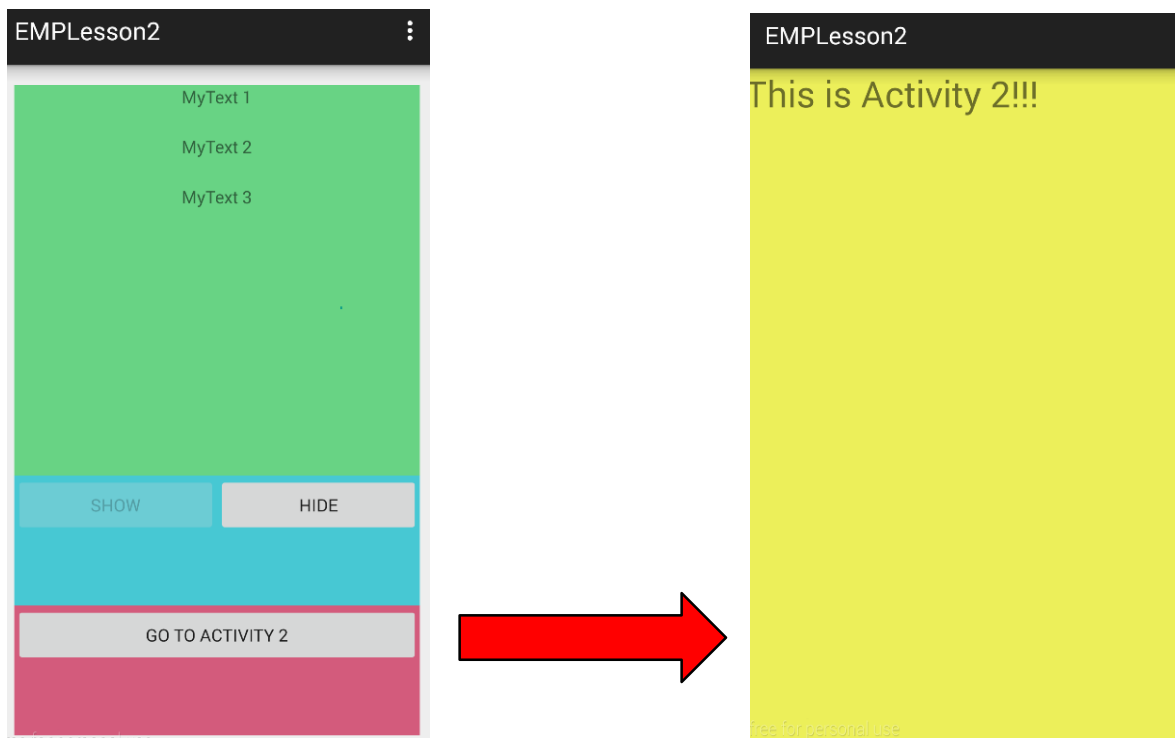 EMPLesson2
MyText 1
MyText 2
MyText 3
SHOW
HIDE
GO TO ACTIVITY 2
EMPLesson2
This is Activity 2!!!
free for personal use